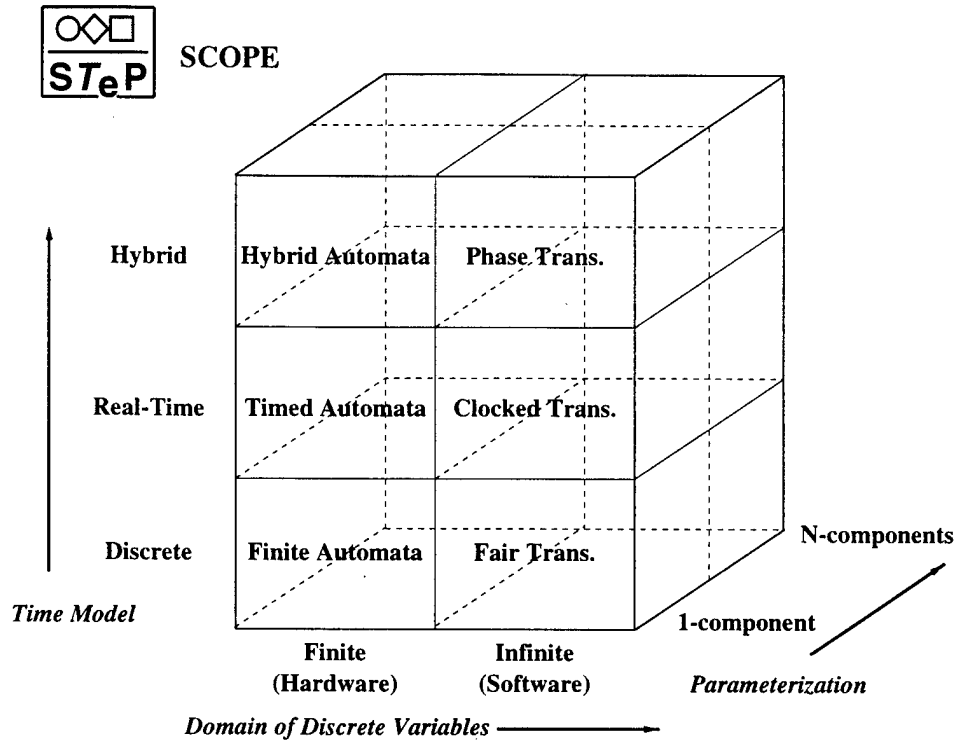 STeP
SCOPE
Hybrid
Hybrid Automata
Phase Trans.
Real-Time
Timed Automata
Clocked Trans.
Discrete
Finite Automata
Fair Trans.
N-components
Time Model
1-component
Finite
(Hardware)
Infinite
(Software)
Parameterization
Domain of Discrete Variables